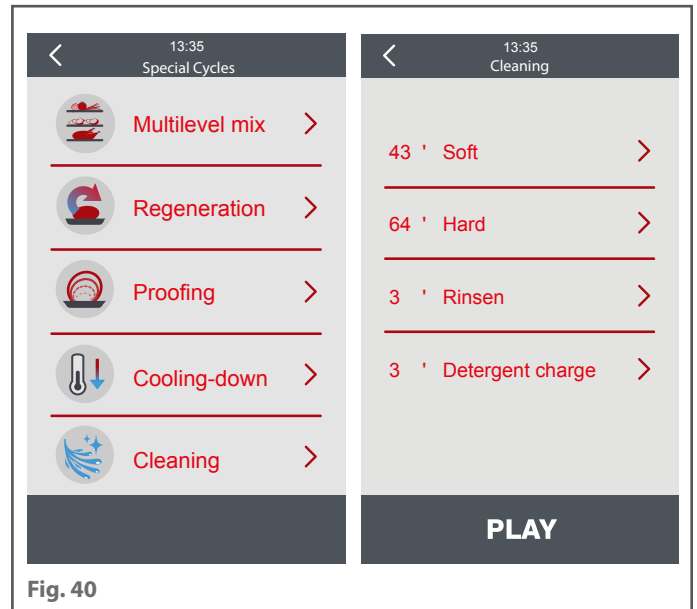 13:35
Special Cycles
Multilevel mix
Regeneration
Proofing
Cooling-down
Cleaning
13:35
Cleaning
43 ' Soft
64 ' Hard
3 ' Rinsen
3 ' Detergent charge
PLAY
Fig. 40